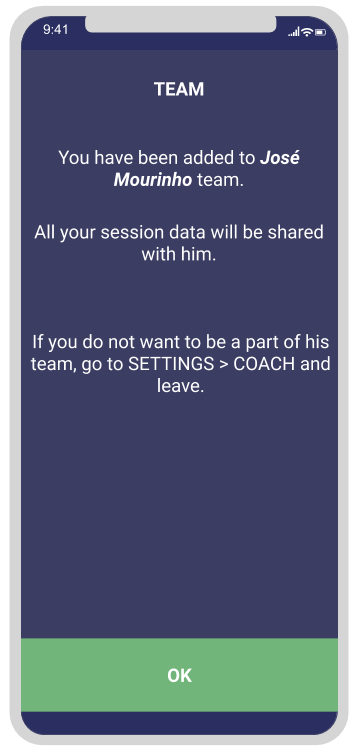 9:41
TEAM
You have been added to José
Mourinho team.
All your session data will be shared
with him.
If you do not want to be a part of his
team, go to SETTINGS > COACH and
leave.
OK